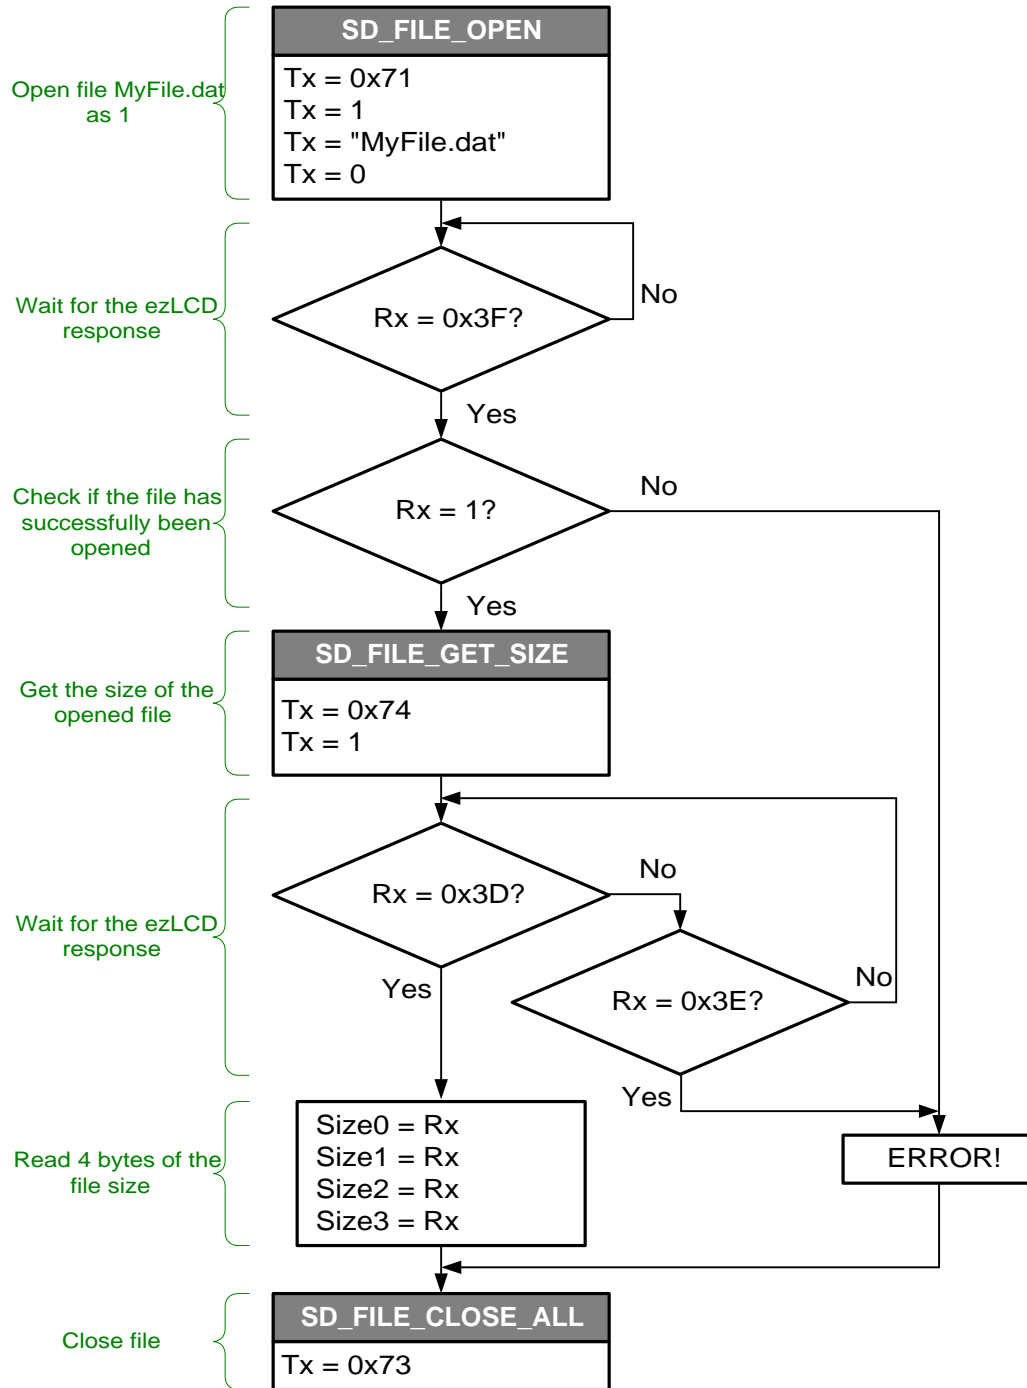 SD_FILE_OPEN
Open file MyFile.dat
as 1
Tx = 0x71
Tx = 1
Tx = "MyFile.dat"
Tx = 0
Wait for the ezLCD
response
Rx = 0x3F?
No
Yes
Check if the file has
successfully been
opened
Rx = 1?
No
Yes
SD_FILE_GET_SIZE
Get the size of the
opened file
Tx = 0x74
Tx = 1
Wait for the ezLCD
response
Rx = 0x3D?
No
Yes
Rx = 0x3E?
No
Yes
Read 4 bytes of the
file size
Size0 = Rx
Size1 = Rx
Size2 = Rx
Size3 = Rx
ERROR!
SD_FILE_CLOSE_ALL
Close file
Tx = 0x73